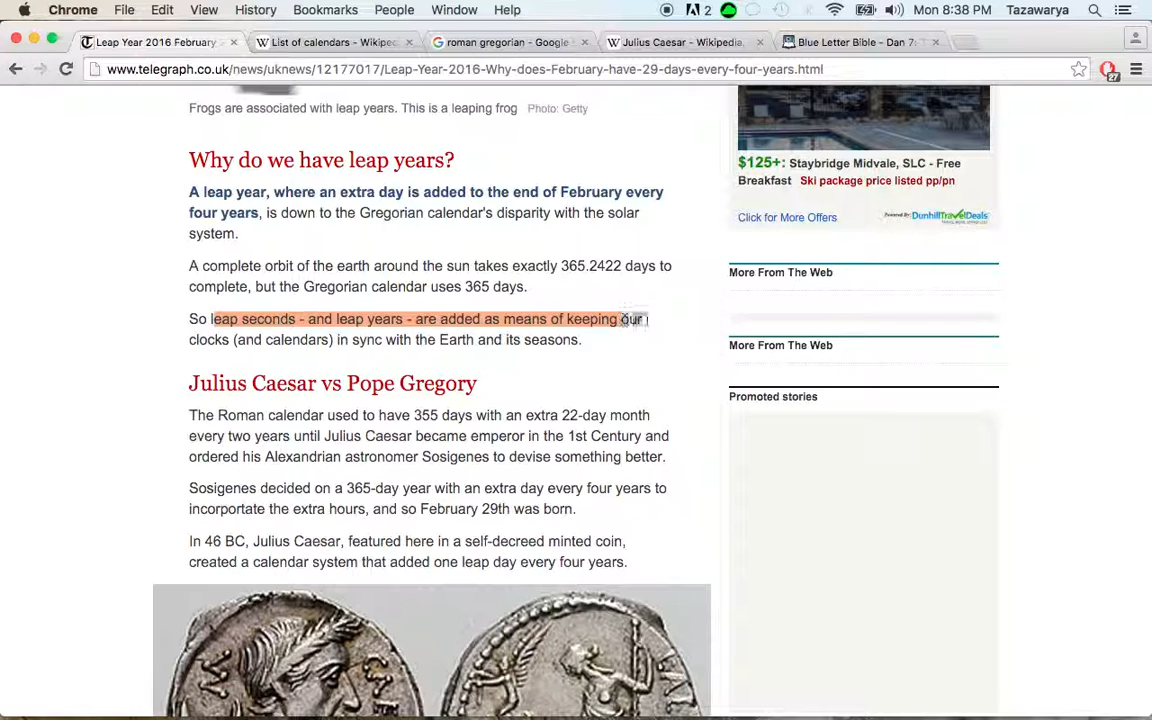 Chrome File Edit View History Bookmarks People Window Help 2 Mon 8:38 PM Tazawarya
Leap Year 2016 February × List of calendars - Wikipe × roman gregorian - Google × Julius Caesar - Wikipedia, × Blue Letter Bible - Dan 7: ×
www.telegraph.co.uk/news/uknews/12177017/Leap-Year-2016-Why-does-February-have-29-days-every-four-years.html 27
Frogs are associated with leap years. This is a leaping frog Photo: Getty
Why do we have leap years?
A leap year, where an extra day is added to the end of February every
four years, is down to the Gregorian calendar's disparity with the solar
system.
A complete orbit of the earth around the sun takes exactly 365.2422 days to
complete, but the Gregorian calendar uses 365 days.
So leap seconds - and leap years - are added as means of keeping our
clocks (and calendars) in sync with the Earth and its seasons.
Julius Caesar vs Pope Gregory
The Roman calendar used to have 355 days with an extra 22-day month
every two years until Julius Caesar became emperor in the 1st Century and
ordered his Alexandrian astronomer Sosigenes to devise something better.
Sosigenes decided on a 365-day year with an extra day every four years to
incorportate the extra hours, and so February 29th was born.
In 46 BC, Julius Caesar, featured here in a self-decreed minted coin,
created a calendar system that added one leap day every four years.
$125+: Staybridge Midvale, SLC - Free
Breakfast Ski package price listed pp/pn
Click for More Offers Powered By: DunhillTravelDeals
More From The Web
More From The Web
Promoted stories